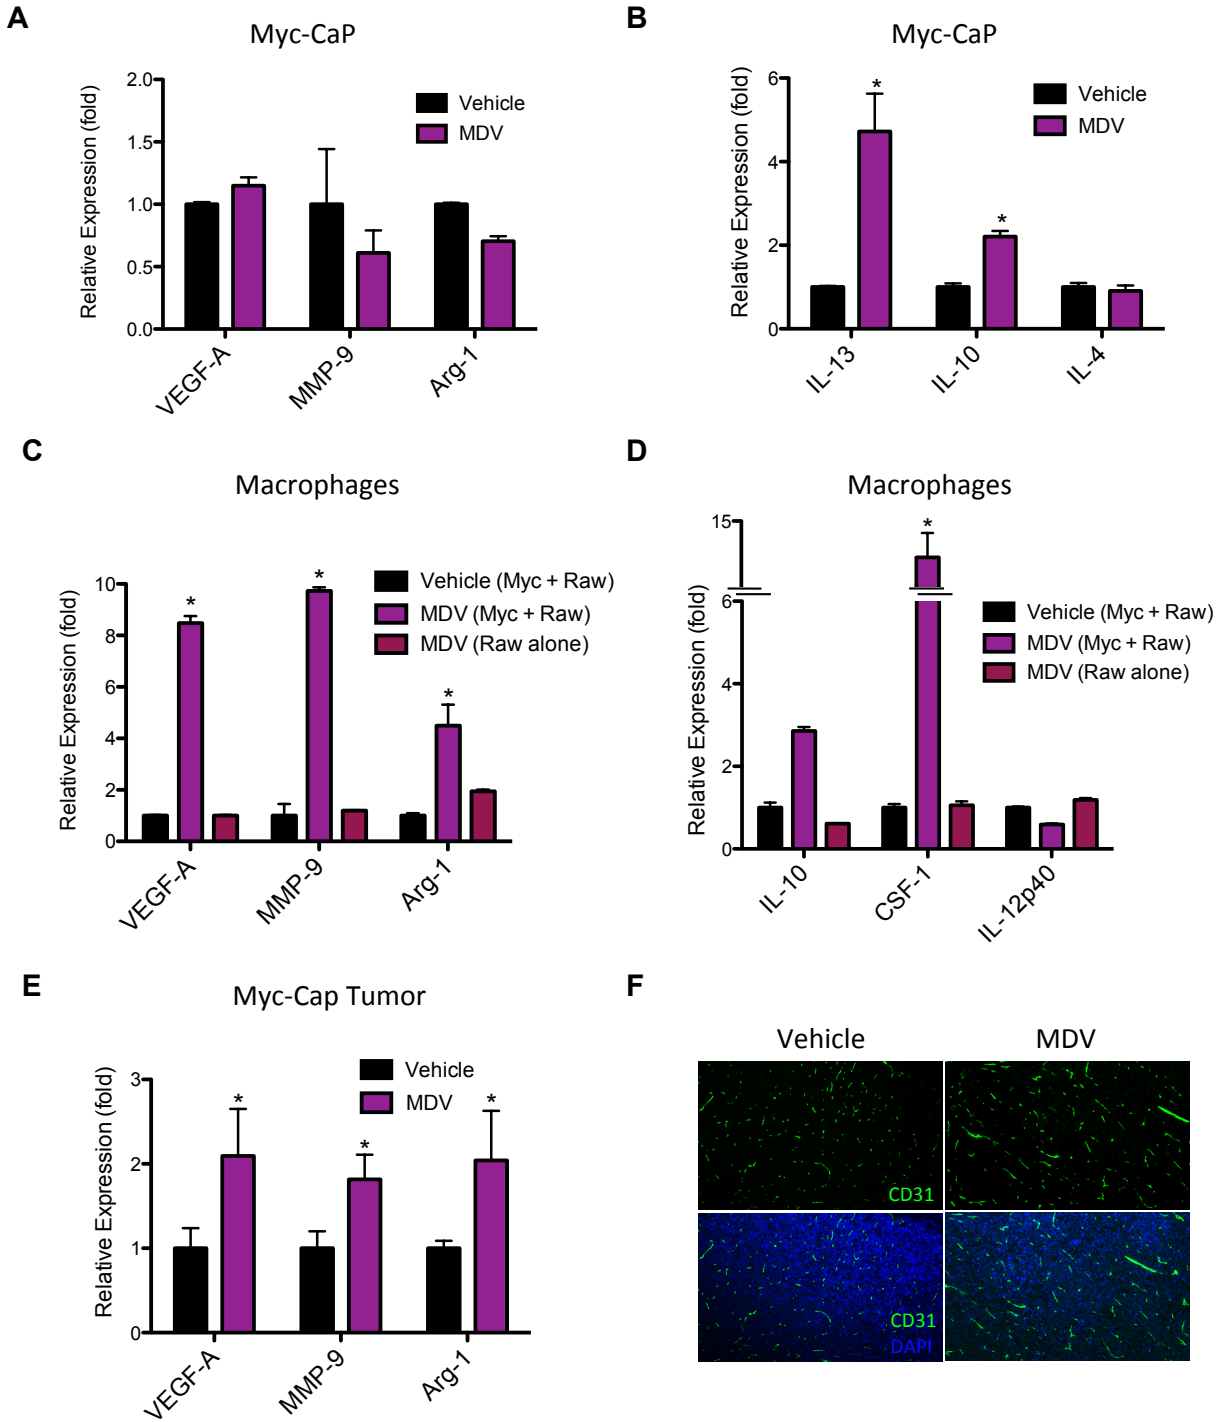 A
Myc-CaP
Relative Expression (fold)
2.0
1.5
1.0
0.5
0.0
Vehicle
MDV
VEGF-A
MMP-9
Arg-1
B
Myc-CaP
Relative Expression (fold)
6
4
2
0
*
*
Vehicle
MDV
IL-13
IL-10
IL-4
C
Macrophages
Relative Expression (fold)
10
8
6
4
2
0
*
*
*
Vehicle (Myc + Raw)
MDV (Myc + Raw)
MDV (Raw alone)
VEGF-A
MMP-9
Arg-1
D
Macrophages
Relative Expression (fold)
15
6
4
2
0
*
Vehicle (Myc + Raw)
MDV (Myc + Raw)
MDV (Raw alone)
IL-10
CSF-1
IL-12p40
E
Myc-Cap Tumor
Relative Expression (fold)
3
2
1
0
*
*
*
Vehicle
MDV
VEGF-A
MMP-9
Arg-1
F
Vehicle
MDV
CD31
CD31
DAPI